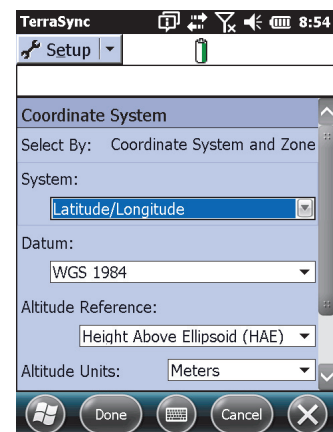 TerraSync 8:54
Setup
Coordinate System
Select By: Coordinate System and Zone
System:
Latitude/Longitude
Datum:
WGS 1984
Altitude Reference:
Height Above Ellipsoid (HAE)
Altitude Units: Meters
Done Cancel